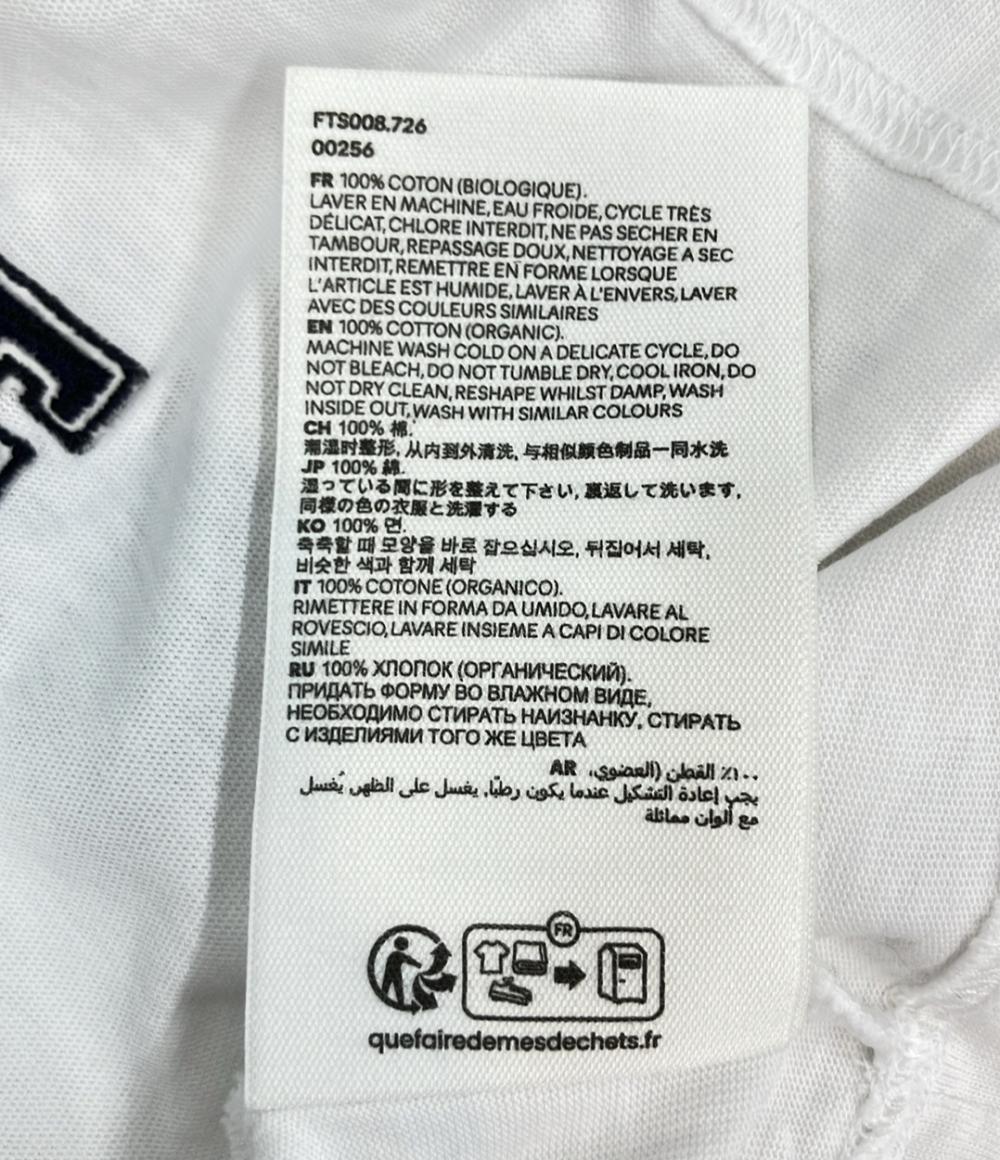 FTS008.726
00256
FR 100% COTON (BIOLOGIQUE).
LAVER EN MACHINE, EAU FROIDE, CYCLE TRÈS
DÉLICAT, CHLORE INTERDIT, NE PAS SECHER EN
TAMBOUR, REPASSAGE DOUX, NETTOYAGE A SEC
INTERDIT, REMETTRE EN FORME LORSQUE
L'ARTICLE EST HUMIDE, LAVER À L'ENVERS, LAVER
AVEC DES COULEURS SIMILAIRES
EN 100% COTTON (ORGANIC).
MACHINE WASH COLD ON A DELICATE CYCLE, DO
NOT BLEACH, DO NOT TUMBLE DRY, COOL IRON, DO
NOT DRY CLEAN, RESHAPE WHILST DAMP, WASH
INSIDE OUT, WASH WITH SIMILAR COLOURS
CH 100% 棉.
潮湿时整形, 从内到外清洗, 与相似颜色制品一同水洗
JP 100% 綿.
湿っている間に形を整えて下さい, 裏返して洗います,
同様の色の衣服と洗濯する
KO 100% 면.
축축할 때 모양을 바로 잡으십시오, 뒤집어서 세탁,
비슷한 색과 함께 세탁
IT 100% COTONE (ORGANICO).
RIMETTERE IN FORMA DA UMIDO, LAVARE AL
ROVESCIO, LAVARE INSIEME A CAPI DI COLORE
SIMILE
RU 100% ХЛОПОК (ОРГАНИЧЕСКИЙ).
ПРИДАТЬ ФОРМУ ВО ВЛАЖНОМ ВИДЕ,
НЕОБХОДИМО СТИРАТЬ НАИЗНАНКУ, СТИРАТЬ
С ИЗДЕЛИЯМИ ТОГО ЖЕ ЦВЕТА
١٠٠٪ القطن (العضوي، AR
يجب إعادة التشكيل عندما يكون رطبًا, يغسل على الظهر, يُغسل
مع ألوان مماثلة
FR
quefairedemesdechets.fr